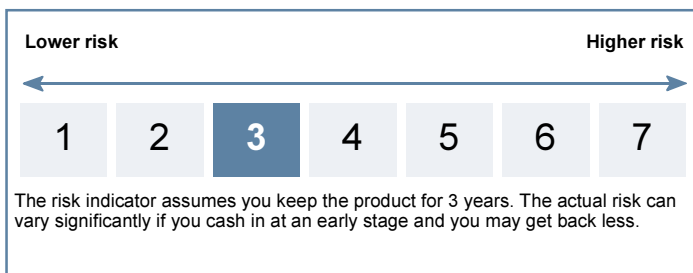 Lower risk Higher risk
1 2 3 4 5 6 7
The risk indicator assumes you keep the product for 3 years. The actual risk can
vary significantly if you cash in at an early stage and you may get back less.